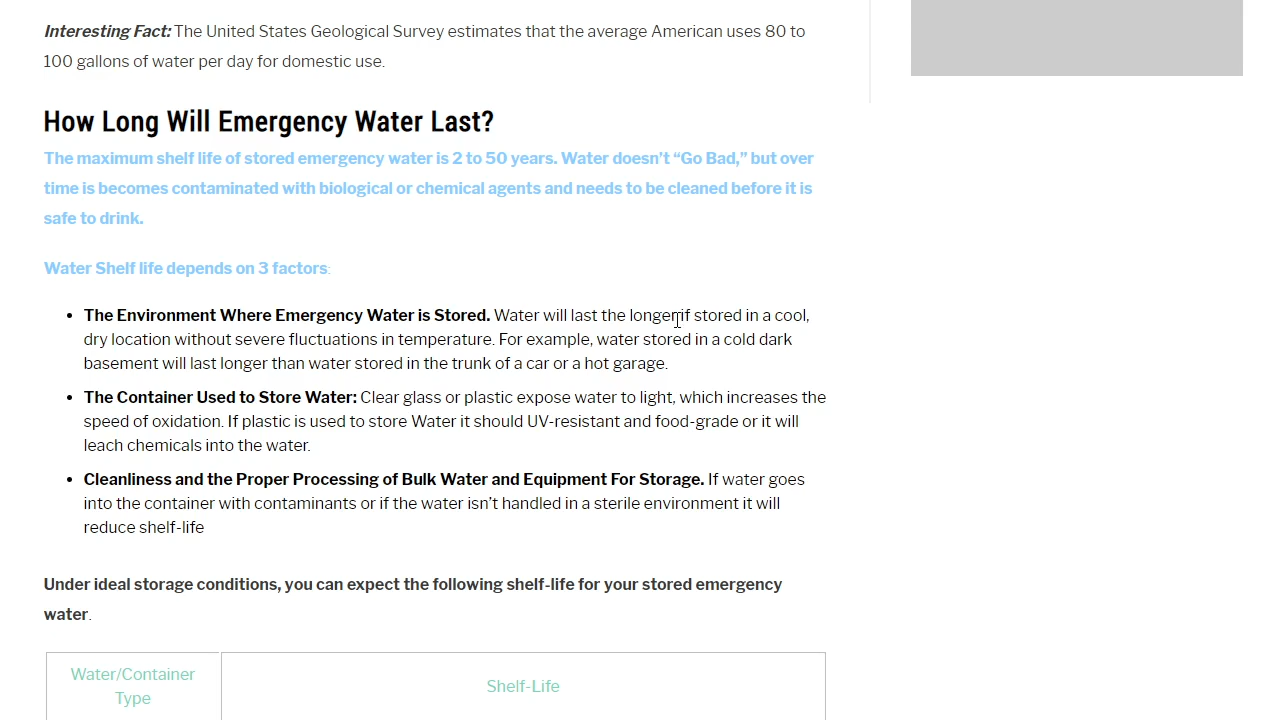 Interesting Fact: The United States Geological Survey estimates that the average American uses 80 to
100 gallons of water per day for domestic use.
How Long Will Emergency Water Last?
The maximum shelf life of stored emergency water is 2 to 50 years. Water doesn’t “Go Bad,” but over
time is becomes contaminated with biological or chemical agents and needs to be cleaned before it is
safe to drink.
Water Shelf life depends on 3 factors:
• The Environment Where Emergency Water is Stored. Water will last the longer if stored in a cool,
dry location without severe fluctuations in temperature. For example, water stored in a cold dark
basement will last longer than water stored in the trunk of a car or a hot garage.
• The Container Used to Store Water: Clear glass or plastic expose water to light, which increases the
speed of oxidation. If plastic is used to store Water it should UV-resistant and food-grade or it will
leach chemicals into the water.
• Cleanliness and the Proper Processing of Bulk Water and Equipment For Storage. If water goes
into the container with contaminants or if the water isn’t handled in a sterile environment it will
reduce shelf-life
Under ideal storage conditions, you can expect the following shelf-life for your stored emergency
water.
Water/Container
Type
Shelf-Life